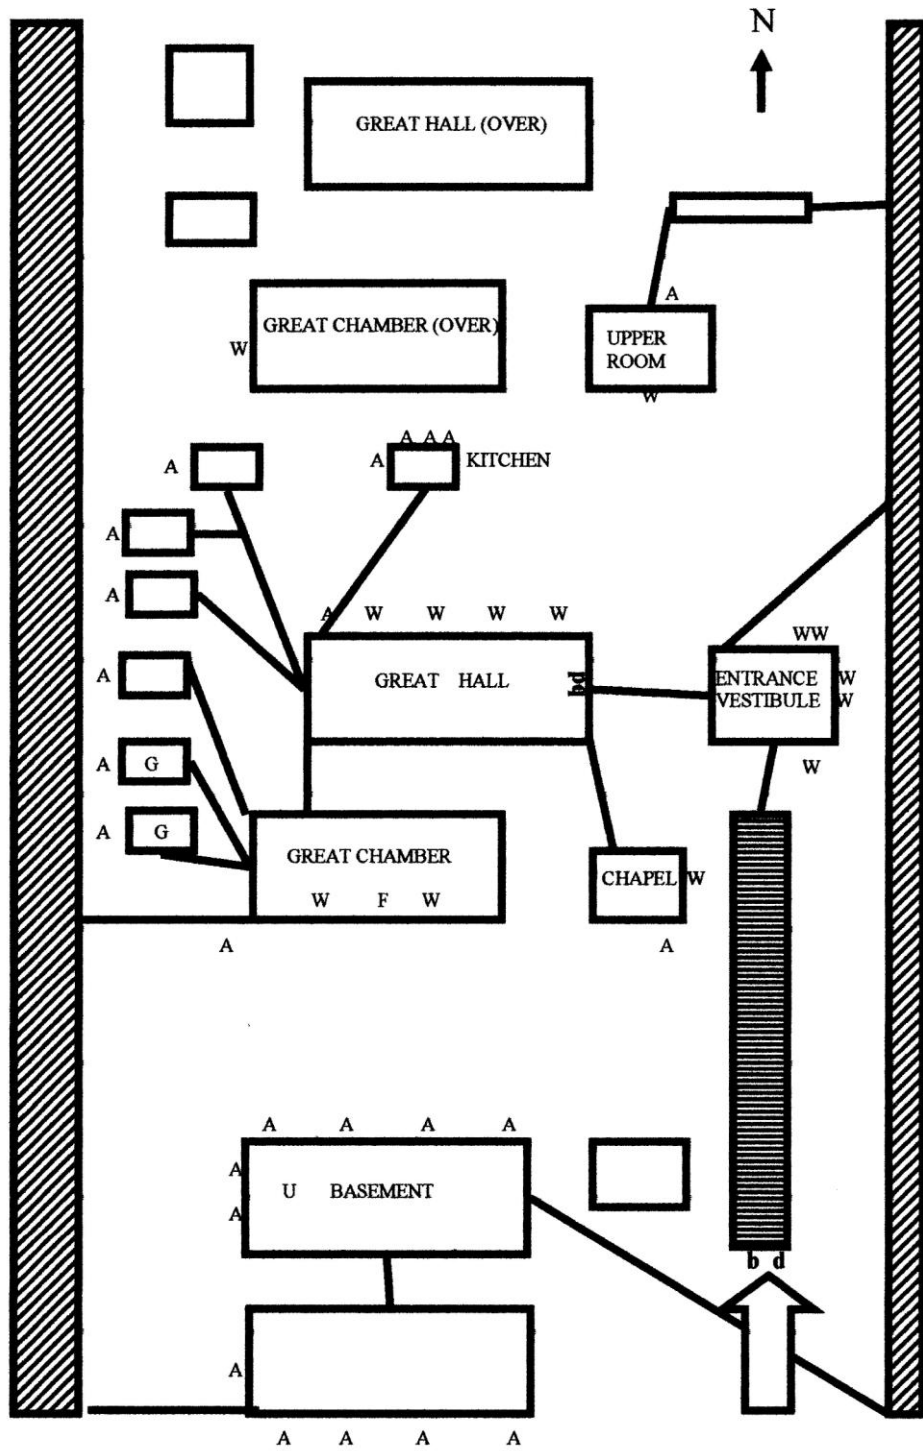 N
GREAT HALL (OVER)
A
GREAT CHAMBER (OVER)
W
UPPER
ROOM
W
A A A
A
KITCHEN
A
A
A
A W W W W
WW
GREAT HALL
bd
ENTRANCE
VESTIBULE
W
W
A
W
A
G
A
G
GREAT CHAMBER
W F W
CHAPEL
W
A
A
A A A A
A
U BASEMENT
A
b d
A
A A A A